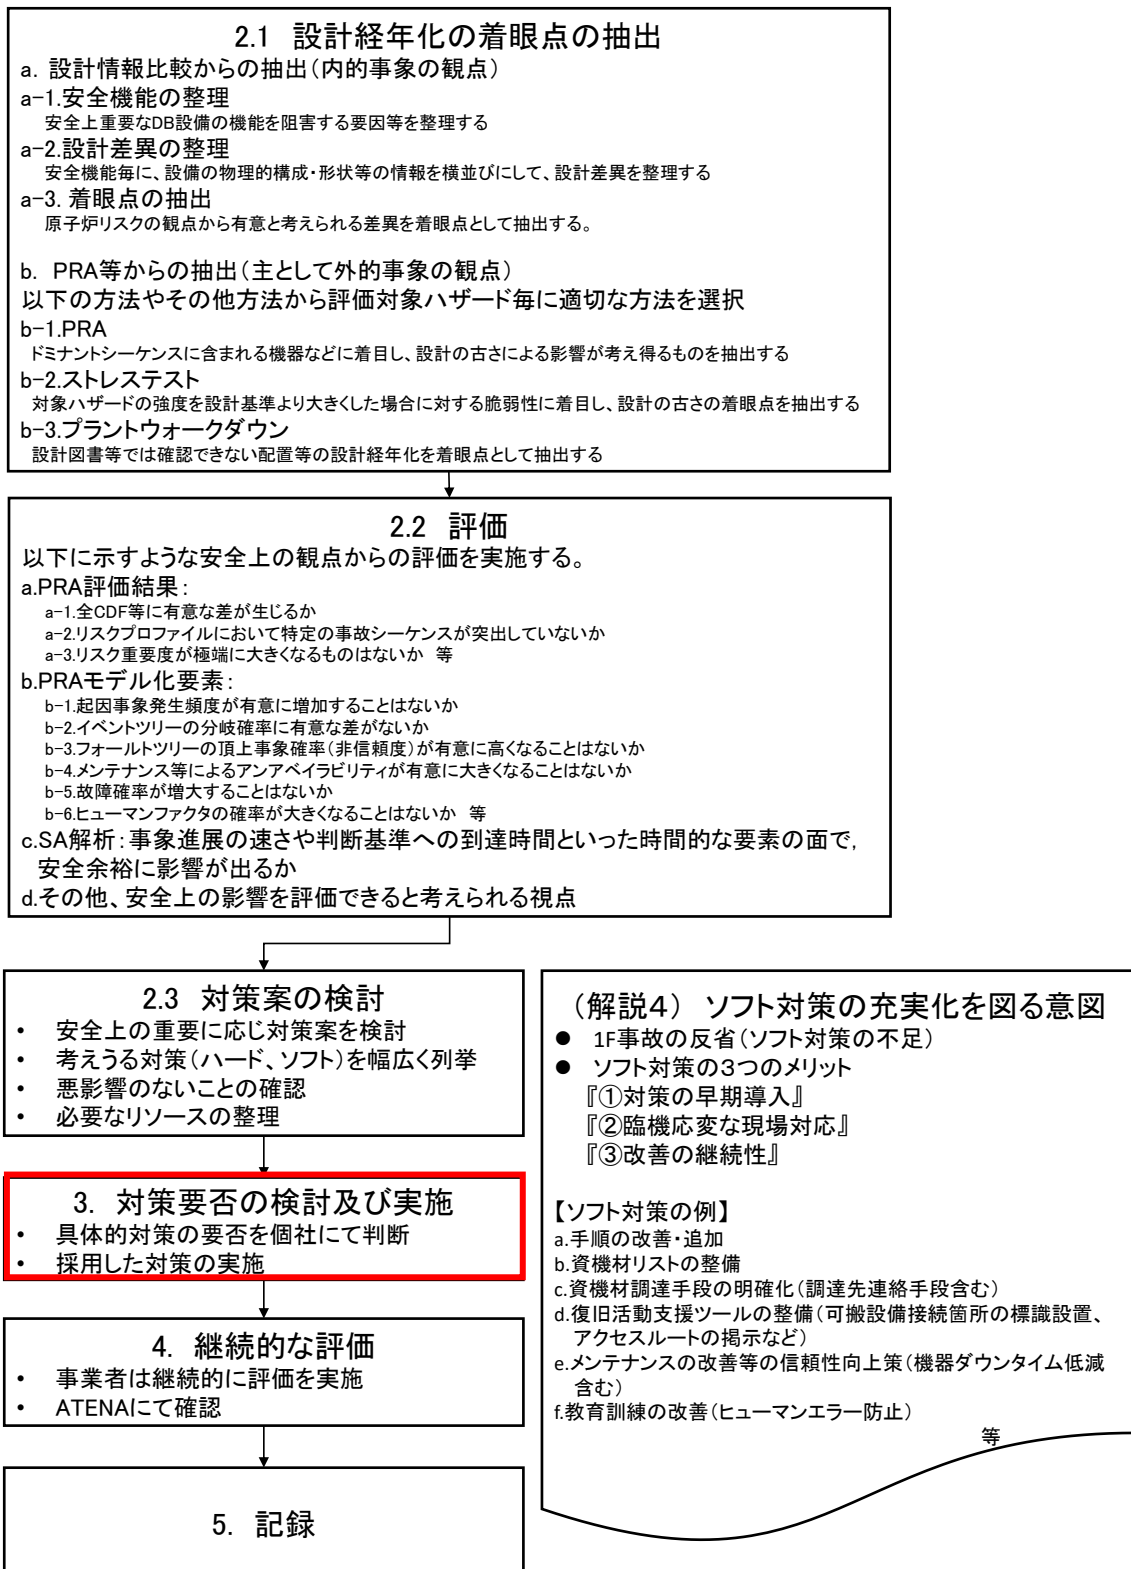 2.1 設計経年化の着眼点の抽出
a. 設計情報比較からの抽出（内的事象の観点）
a-1.安全機能の整理
安全上重要なDB設備の機能を阻害する要因等を整理する
a-2.設計差異の整理
安全機能毎に、設備の物理的構成・形状等の情報を横並びにして、設計差異を整理する
a-3. 着眼点の抽出
原子炉リスクの観点から有意と考えられる差異を着眼点として抽出する。
b. PRA等からの抽出（主として外的事象の観点）
以下の方法やその他方法から評価対象ハザード毎に適切な方法を選択
b-1.PRA
ドミナントシーケンスに含まれる機器などに着目し、設計の古さによる影響が考え得るものを抽出する
b-2.ストレステスト
対象ハザードの強度を設計基準より大きくした場合に対する脆弱性に着目し、設計の古さの着眼点を抽出する
b-3.プラントウォークダウン
設計図書等では確認できない配置等の設計経年化を着眼点として抽出する
2.2 評価
以下に示すような安全上の観点からの評価を実施する。
a.PRA評価結果：
a-1.全CDF等に有意な差が生じるか
a-2.リスクプロファイルにおいて特定の事故シーケンスが突出していないか
a-3.リスク重要度が極端に大きくなるものはないか 等
b.PRAモデル化要素：
b-1.起因事象発生頻度が有意に増加することはないか
b-2.イベントツリーの分岐確率に有意な差がないか
b-3.フォールトツリーの頂上事象確率（非信頼度）が有意に高くなることはないか
b-4.メンテナンス等によるアンアベイラビリティが有意に大きくなることはないか
b-5.故障確率が増大することはないか
b-6.ヒューマンファクタの確率が大きくなることはないか 等
c.SA解析：事象進展の速さや判断基準への到達時間といった時間的な要素の面で，
安全余裕に影響が出るか
d.その他、安全上の影響を評価できると考えられる視点
2.3 対策案の検討
• 安全上の重要に応じ対策案を検討
• 考えうる対策（ハード、ソフト）を幅広く列挙
• 悪影響のないことの確認
• 必要なリソースの整理
3. 対策要否の検討及び実施
• 具体的対策の要否を個社にて判断
• 採用した対策の実施
4. 継続的な評価
• 事業者は継続的に評価を実施
• ATENAにて確認
5. 記録
（解説４） ソフト対策の充実化を図る意図
● 1F事故の反省（ソフト対策の不足）
● ソフト対策の３つのメリット
『①対策の早期導入』
『②臨機応変な現場対応』
『③改善の継続性』
【ソフト対策の例】
a.手順の改善・追加
b.資機材リストの整備
c.資機材調達手段の明確化（調達先連絡手段含む）
d.復旧活動支援ツールの整備（可搬設備接続箇所の標識設置、
アクセスルートの掲示など）
e.メンテナンスの改善等の信頼性向上策（機器ダウンタイム低減
含む）
f.教育訓練の改善（ヒューマンエラー防止）
等